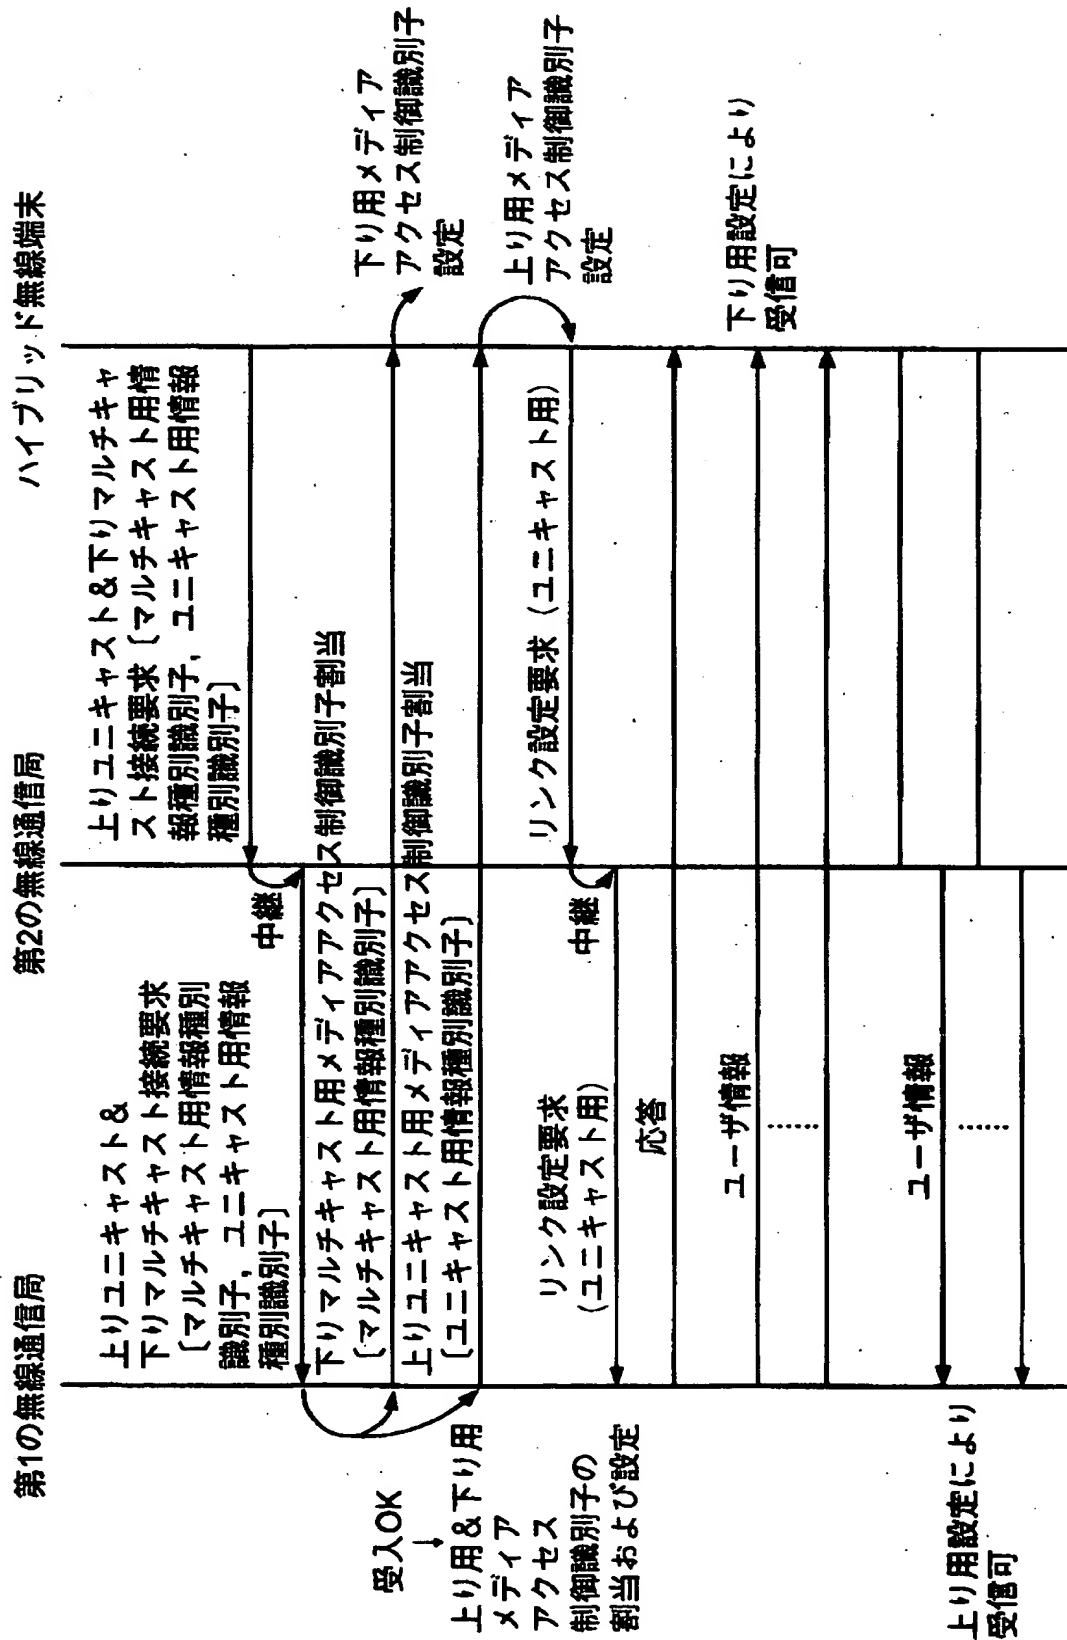 第1の無線通信局
第2の無線通信局
ハイブリッド無線端末
上りユニキャスト&下りマルチキャ
スト接続要求〔マルチキャスト用情
報種別識別子，ユニキャスト用情報
種別識別子〕
中継
上りユニキャスト&
下りマルチキャスト接続要求
〔マルチキャスト用情報種別
識別子，ユニキャスト用情報
種別識別子〕
受入OK
上り用&下り用
メディア
アクセス
制御識別子の
割当および設定
下りマルチキャスト用メディアアクセス制御識別子割当
〔マルチキャスト用情報種別識別子〕
下り用メディア
アクセス制御識別子
設定
上りユニキャスト用メディアアクセス制御識別子割当
〔ユニキャスト用情報種別識別子〕
上り用メディア
アクセス制御識別子
設定
リンク設定要求（ユニキャスト用）
中継
リンク設定要求
（ユニキャスト用）
応答
ユーザ情報
下り用設定により
受信可
ユーザ情報
上り用設定により
受信可